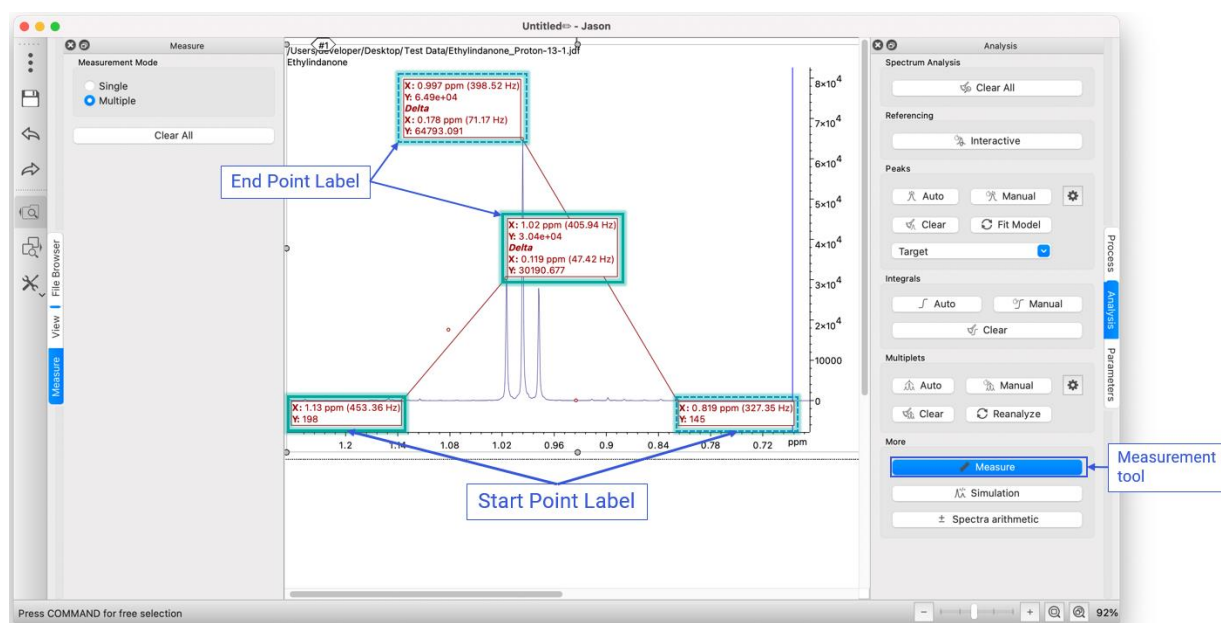 Untitled - Jason
Measure
Measurement Mode
Single
Multiple
Clear All
File Browser
View
Measure
#1
/Users/developer/Desktop/Test Data/Ethylindanone_Proton-13-1.jdf
Ethylindanone
X: 0.997 ppm (398.52 Hz)
Y: 6.49e+04
Delta
X: 0.178 ppm (71.17 Hz)
Y: 64793.091
End Point Label
X: 1.02 ppm (405.94 Hz)
Y: 3.04e+04
Delta
X: 0.119 ppm (47.42 Hz)
Y: 30190.677
X: 1.13 ppm (453.36 Hz)
Y: 198
X: 0.819 ppm (327.35 Hz)
Y: 145
8×10⁴
7×10⁴
6×10⁴
5×10⁴
4×10⁴
3×10⁴
2×10⁴
10000
0
1.2 1.14 1.08 1.02 0.96 0.9 0.84 0.78 0.72 ppm
Start Point Label
Analysis
Spectrum Analysis
Clear All
Referencing
Interactive
Peaks
Auto Manual
Clear Fit Model
Target
Integrals
Auto Manual
Clear
Multiplets
Auto Manual
Clear Reanalyze
More
Measure
Simulation
± Spectra arithmetic
Process
Analysis
Parameters
Measurement
tool
Press COMMAND for free selection
− + 92%